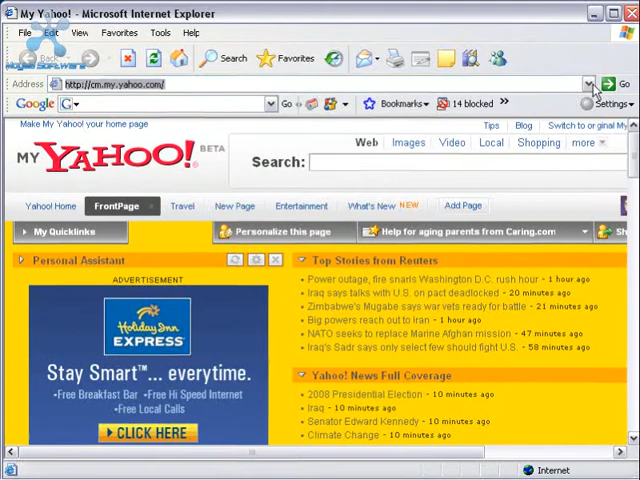 My Yahoo! - Microsoft Internet Explorer
File Edit View Favorites Tools Help
Back Search Favorites
Address http://cm.my.yahoo.com/ Go
Google G Go Bookmarks 14 blocked » Settings
Make My Yahoo! your home page Tips Blog Switch to original My
MY YAHOO! BETA
Web Images Video Local Shopping more
Search:
Yahoo! Home FrontPage Travel New Page Entertainment What's New NEW Add Page
My Quicklinks Personalize this page Help for aging parents from Caring.com Sh
Personal Assistant
ADVERTISEMENT
Holiday Inn
EXPRESS
Stay Smart™... everytime.
•Free Breakfast Bar •Free Hi Speed Internet
•Free Local Calls
CLICK HERE
Top Stories from Reuters
• Power outage, fire snarls Washington D.C. rush hour - 1 hour ago
• Iraq says talks with U.S. on pact deadlocked - 20 minutes ago
• Zimbabwe's Mugabe says war vets ready for battle - 21 minutes ago
• Big powers reach out to Iran - 1 hour ago
• NATO seeks to replace Marine Afghan mission - 47 minutes ago
• Iraq's Sadr says only select few should fight U.S. - 58 minutes ago
Yahoo! News Full Coverage
• 2008 Presidential Election - 10 minutes ago
• Iraq - 10 minutes ago
• Senator Edward Kennedy - 10 minutes ago
• Climate Change - 10 minutes ago
Internet